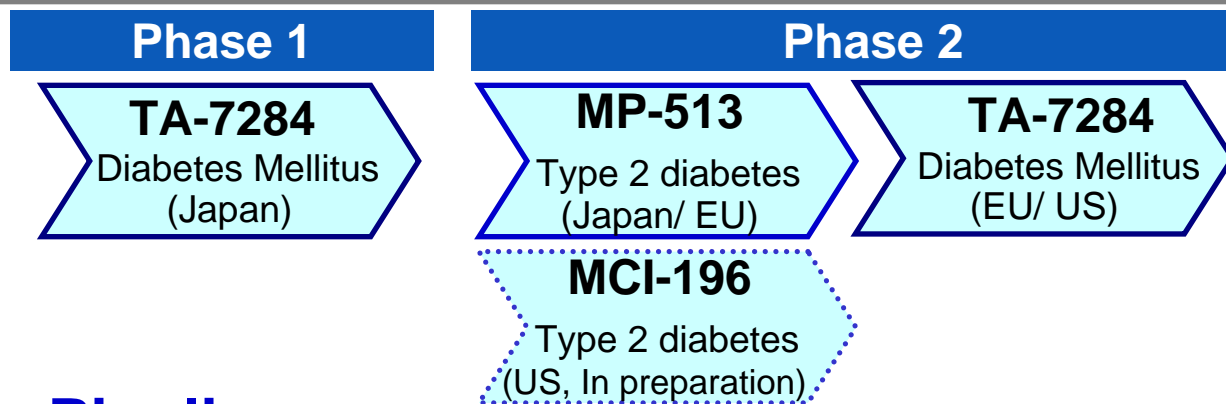 Phase 1
Phase 2
TA-7284
Diabetes Mellitus
(Japan)
MP-513
Type 2 diabetes
(Japan/ EU)
TA-7284
Diabetes Mellitus
(EU/ US)
MCI-196
Type 2 diabetes
(US, In preparation)